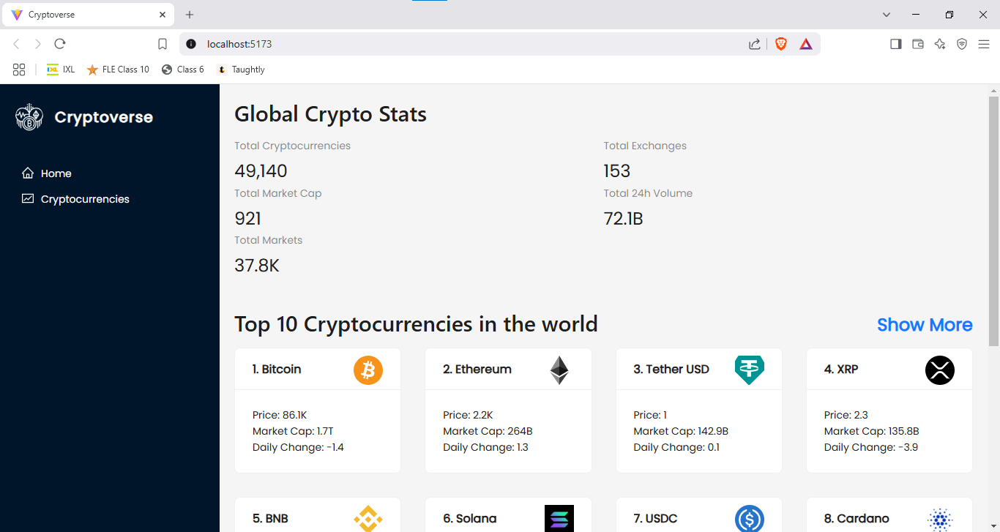 Cryptoverse
localhost:5173
IXL FLE Class 10 Class 6 Taughtly
Cryptoverse
Home
Cryptocurrencies
Global Crypto Stats
Total Cryptocurrencies Total Exchanges
49,140 153
Total Market Cap Total 24h Volume
921 72.1B
Total Markets
37.8K
Top 10 Cryptocurrencies in the world Show More
1. Bitcoin
Price: 86.1K
Market Cap: 1.7T
Daily Change: -1.4
2. Ethereum
Price: 2.2K
Market Cap: 264B
Daily Change: 1.3
3. Tether USD
Price: 1
Market Cap: 142.9B
Daily Change: 0.1
4. XRP
Price: 2.3
Market Cap: 135.8B
Daily Change: -3.9
5. BNB
6. Solana
7. USDC
8. Cardano